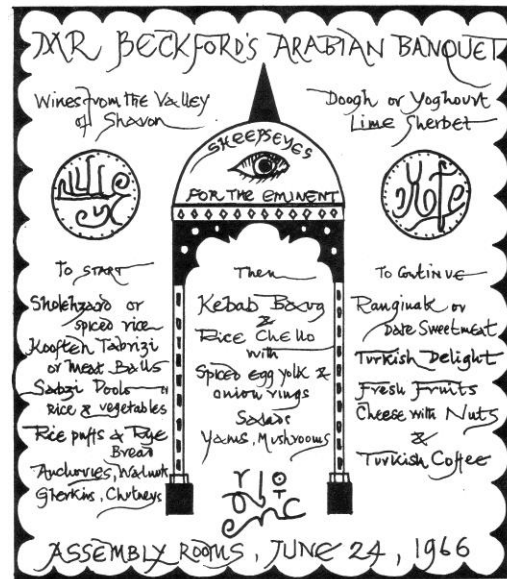 MR BECKFORD'S ARABIAN BANQUET
Wines from the Valley
of Shavon
Doogh or Yoghourt
Lime Sherbet
SHEEPSEYES
FOR THE EMINENT
TO START
Sholehzard or
spiced rice
Koofteh Tabrizi
or Meat Balls
Sabzi Poolo or
Rice & vegetables
Rice puffs & Rye
Bread
Anchovies, Walnuts
Gherkins, Chutneys
Then
Kebab Barg
&
Rice Chello
with
Spiced egg yolk &
onion rings
Salads
Yams, Mushrooms
TO CONTINUE
Ranginak or
Date Sweetmeat
Turkish Delight
Fresh Fruits
Cheese with Nuts
&
Turkish Coffee
ASSEMBLY ROOMS, JUNE 24, 1966